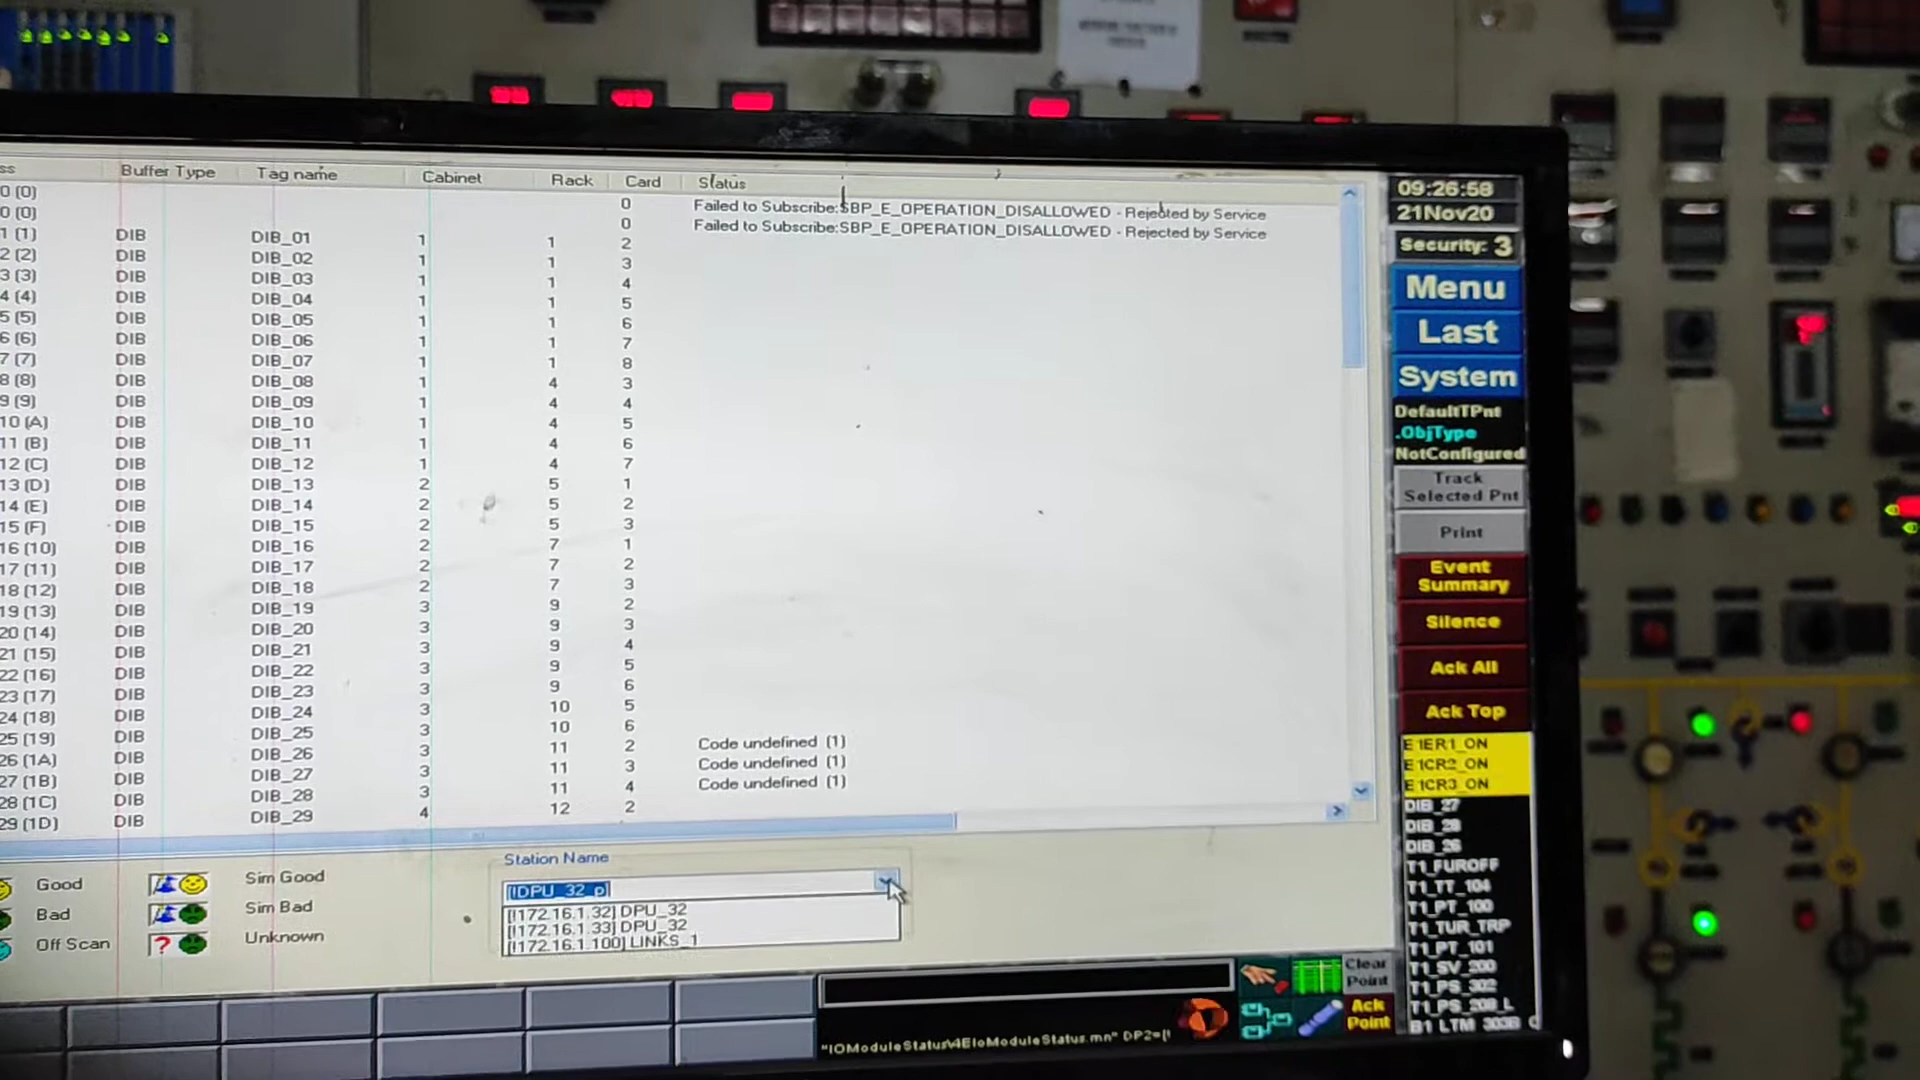 ss Buffer Type Tag name Cabinet Rack Card Status
0 (0) 0 Failed to Subscribe:SBP_E_OPERATION_DISALLOWED - Rejected by Service
0 (0) 0 Failed to Subscribe:SBP_E_OPERATION_DISALLOWED - Rejected by Service
1 (1) DIB DIB_01 1 1 2
2 (2) DIB DIB_02 1 1 3
3 (3) DIB DIB_03 1 1 4
4 (4) DIB DIB_04 1 1 5
5 (5) DIB DIB_05 1 1 6
6 (6) DIB DIB_06 1 1 7
7 (7) DIB DIB_07 1 1 8
8 (8) DIB DIB_08 1 4 3
9 (9) DIB DIB_09 1 4 4
10 (A) DIB DIB_10 1 4 5
11 (B) DIB DIB_11 1 4 6
12 (C) DIB DIB_12 1 4 7
13 (D) DIB DIB_13 2 5 1
14 (E) DIB DIB_14 2 5 2
15 (F) DIB DIB_15 2 5 3
16 (10) DIB DIB_16 2 7 1
17 (11) DIB DIB_17 2 7 2
18 (12) DIB DIB_18 2 7 3
19 (13) DIB DIB_19 3 9 2
20 (14) DIB DIB_20 3 9 3
21 (15) DIB DIB_21 3 9 4
22 (16) DIB DIB_22 3 9 5
23 (17) DIB DIB_23 3 9 6
24 (18) DIB DIB_24 3 10 5
25 (19) DIB DIB_25 3 10 6
26 (1A) DIB DIB_26 3 11 2 Code undefined (1)
27 (1B) DIB DIB_27 3 11 3 Code undefined (1)
28 (1C) DIB DIB_28 3 11 4 Code undefined (1)
29 (1D) DIB DIB_29 4 12 2
Good Sim Good
Bad Sim Bad
Off Scan Unknown
Station Name
[!DPU_32_p]
[!172.16.1.32] DPU_32
[!172.16.1.33] DPU_32
[!172.16.1.100] LINKS_1
09:26:58
21Nov20
Security: 3
Menu
Last
System
DefaultTPnt
.ObjType
NotConfigured
Track
Selected Pnt
Print
Event
Summary
Silence
Ack All
Ack Top
E1ER1_ON
E1CR2_ON
E1CR3_ON
DIB_27
DIB_28
DIB_26
T1_FUROFF
T1_TT_104
T1_PT_100
T1_TUR_TRP
T1_PT_101
T1_SV_200
T1_PS_302
T1_PS_208_L
B1 LTM 303B
Clear
Point
Ack
Point
"IOModuleStatus\4EIoModuleStatus.mn" DP2=[!